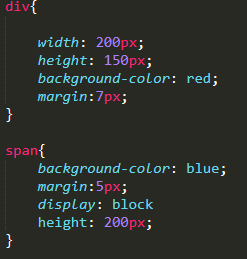 div{
width: 200px;
height: 150px;
background-color: red;
margin:7px;
}
span{
background-color: blue;
margin:5px;
display: block
height: 200px;
}